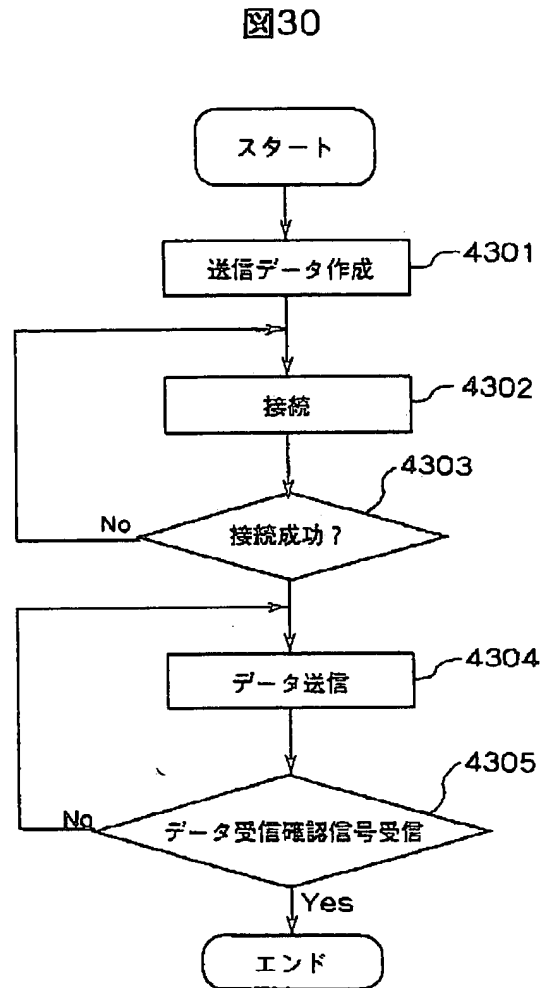 図30
スタート
送信データ作成
4301
接続
4302
4303
接続成功？
No
データ送信
4304
4305
データ受信確認信号受信
No
Yes
エンド